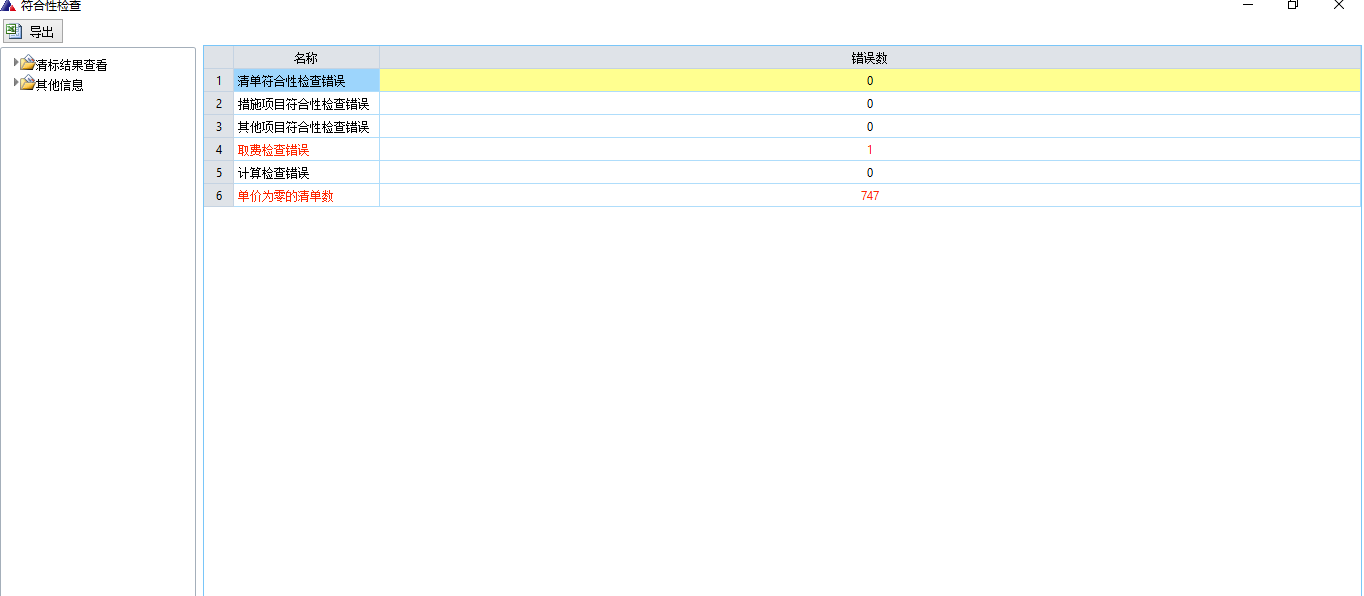 符合性检查
导出
清标结果查看
其他信息
名称 错误数
1 清单符合性检查错误 0
2 措施项目符合性检查错误 0
3 其他项目符合性检查错误 0
4 取费检查错误 1
5 计算检查错误 0
6 单价为零的清单数 747